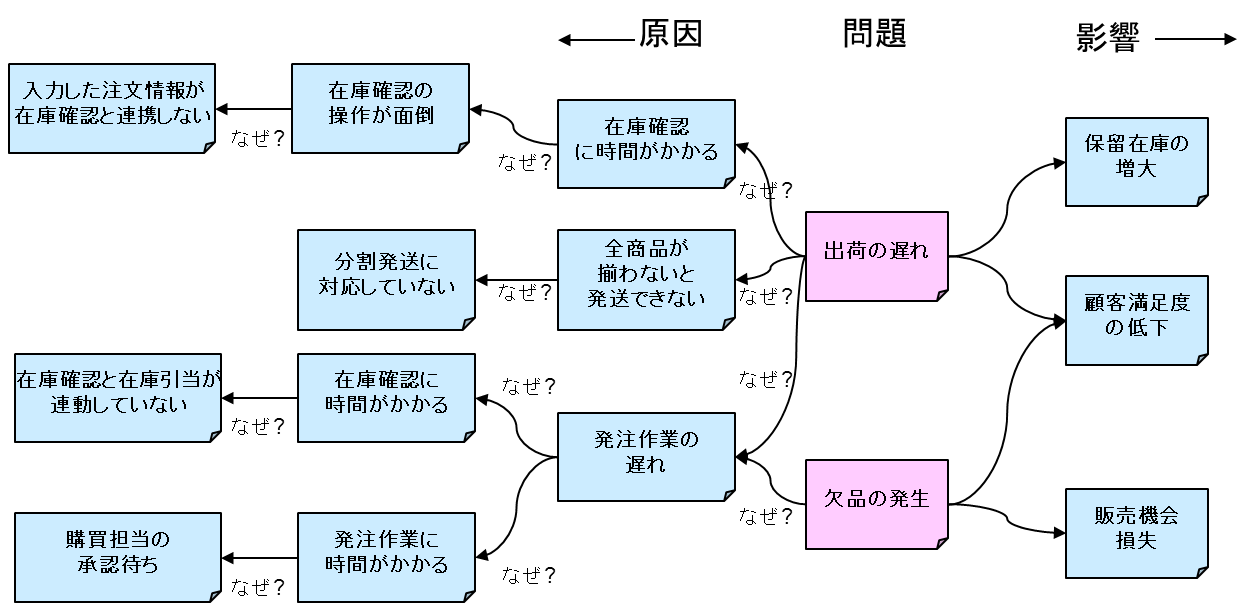 原因
問題
影響
入力した注文情報が
在庫確認と連携しない
なぜ？
在庫確認の
操作が面倒
なぜ？
在庫確認
に時間がかかる
なぜ？
分割発送に
対応していない
なぜ？
全商品が
揃わないと
発送できない
なぜ？
出荷の遅れ
保留在庫の
増大
顧客満足度
の低下
在庫確認と在庫引当が
連動していない
なぜ？
在庫確認に
時間がかかる
なぜ？
なぜ？
発注作業の
遅れ
なぜ？
欠品の発生
販売機会
損失
購買担当の
承認待ち
なぜ？
発注作業に
時間がかかる
なぜ？